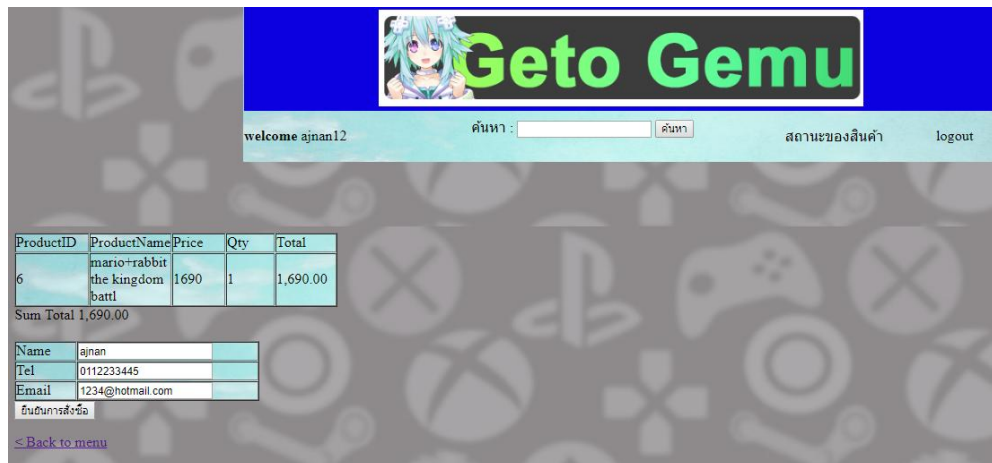 Geto Gemu
welcome ajnan12 ค้นหา : ค้นหา สถานะของสินค้า logout
ProductID ProductName Price Qty Total
6 mario+rabbit the kingdom battl 1690 1 1,690.00
Sum Total 1,690.00
Name ajnan
Tel 0112233445
Email 1234@hotmail.com
ยืนยันการสั่งซื้อ
< Back to menu